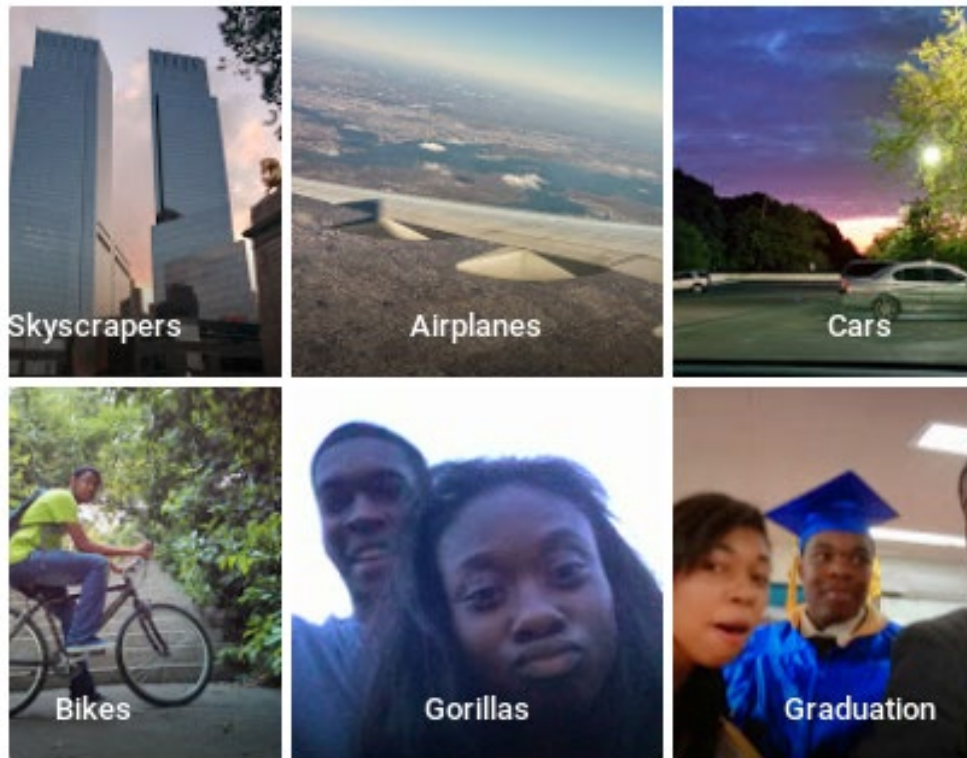 Skyscrapers
Airplanes
Cars
Bikes
Gorillas
Graduation